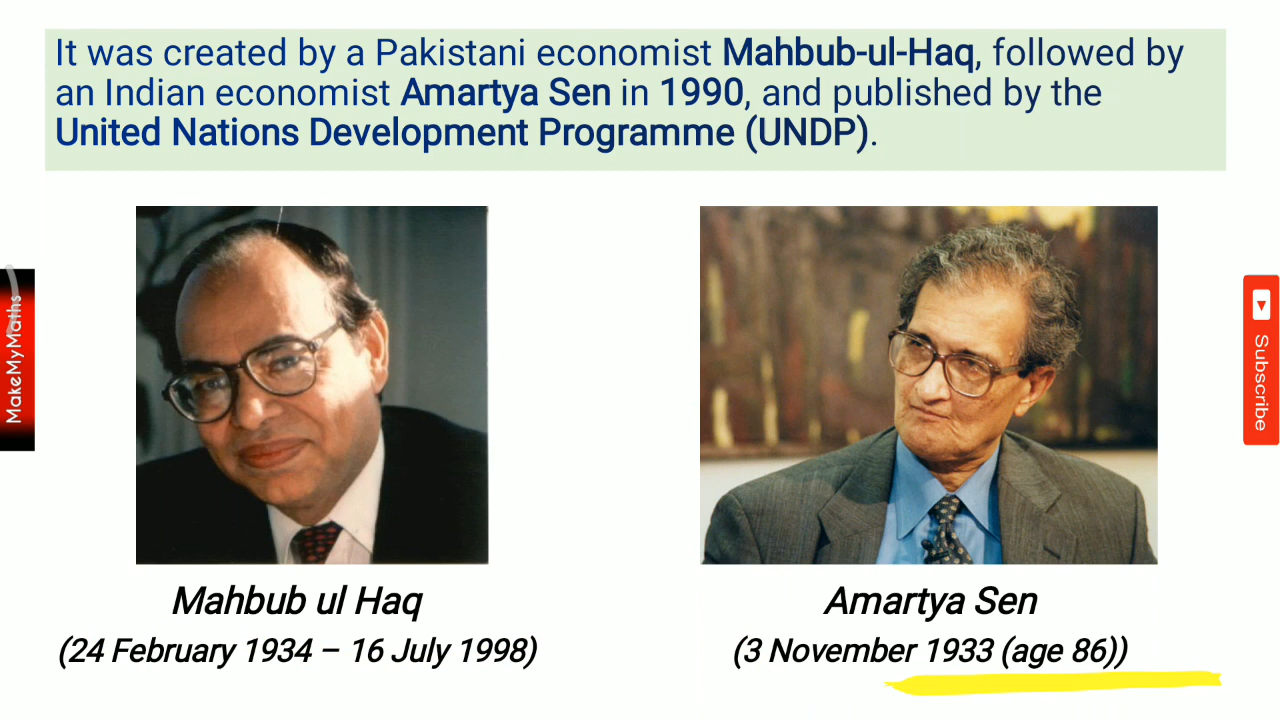 It was created by a Pakistani economist Mahbub-ul-Haq, followed by
an Indian economist Amartya Sen in 1990, and published by the
United Nations Development Programme (UNDP).
MakeMyMaths
Subscribe
Mahbub ul Haq
(24 February 1934 – 16 July 1998)
Amartya Sen
(3 November 1933 (age 86))